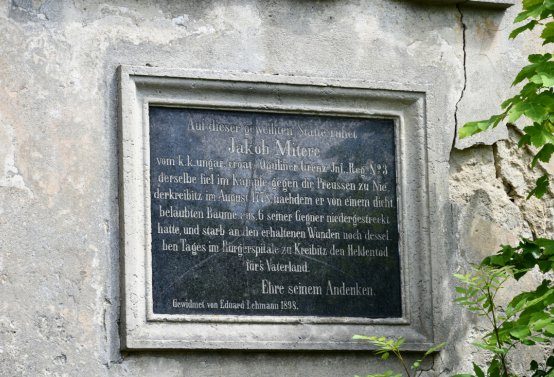 Auf dieser geweihten Stätte ruhet
Jakob Mitere
vom k.k.ungar. croat. Oguliner Grenz-Inf. Reg. Nº3
derselbe fiel im Kampfe gegen die Preussen zu Nie-
derkreibitz im August 1778, nachdem er von einem dicht
belaubten Baume aus, 6 seiner Gegner niedergestreckt
hatte, und starb an den erhaltenen Wunden noch dessel-
ben Tages im Bürgerspitale zu Kreibitz den Heldentod
für's Vaterland.
Ehre seinem Andenken.
Gewidmet von Eduard Lehmann 1898.